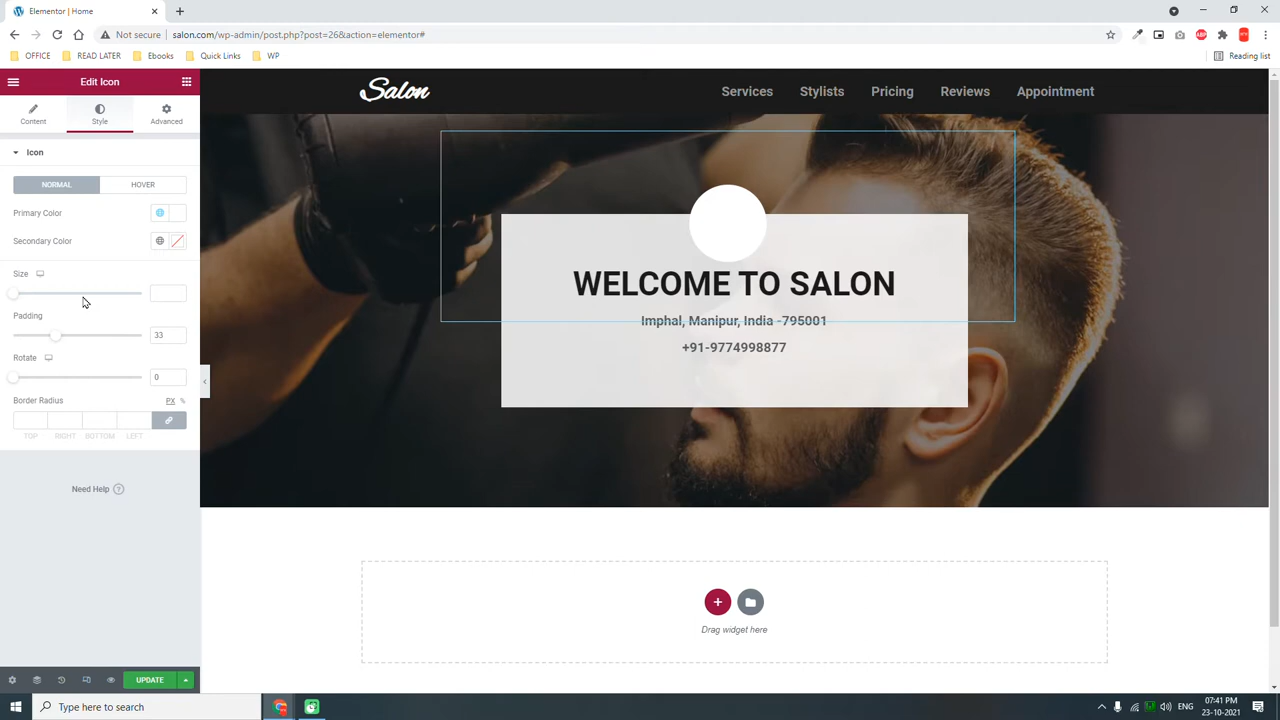 Elementor | Home
Not secure | salon.com/wp-admin/post.php?post=26&action=elementor#
OFFICE READ LATER Ebooks Quick Links WP Reading list
Edit Icon
Content Style Advanced
Icon
NORMAL HOVER
Primary Color
Secondary Color
Size
Padding
33
Rotate
0
Border Radius PX %
TOP RIGHT BOTTOM LEFT
Need Help ?
UPDATE
Salon
Services Stylists Pricing Reviews Appointment
WELCOME TO SALON
Imphal, Manipur, India -795001
+91-9774998877
Drag widget here
Type here to search
ENG
07:41 PM
23-10-2021